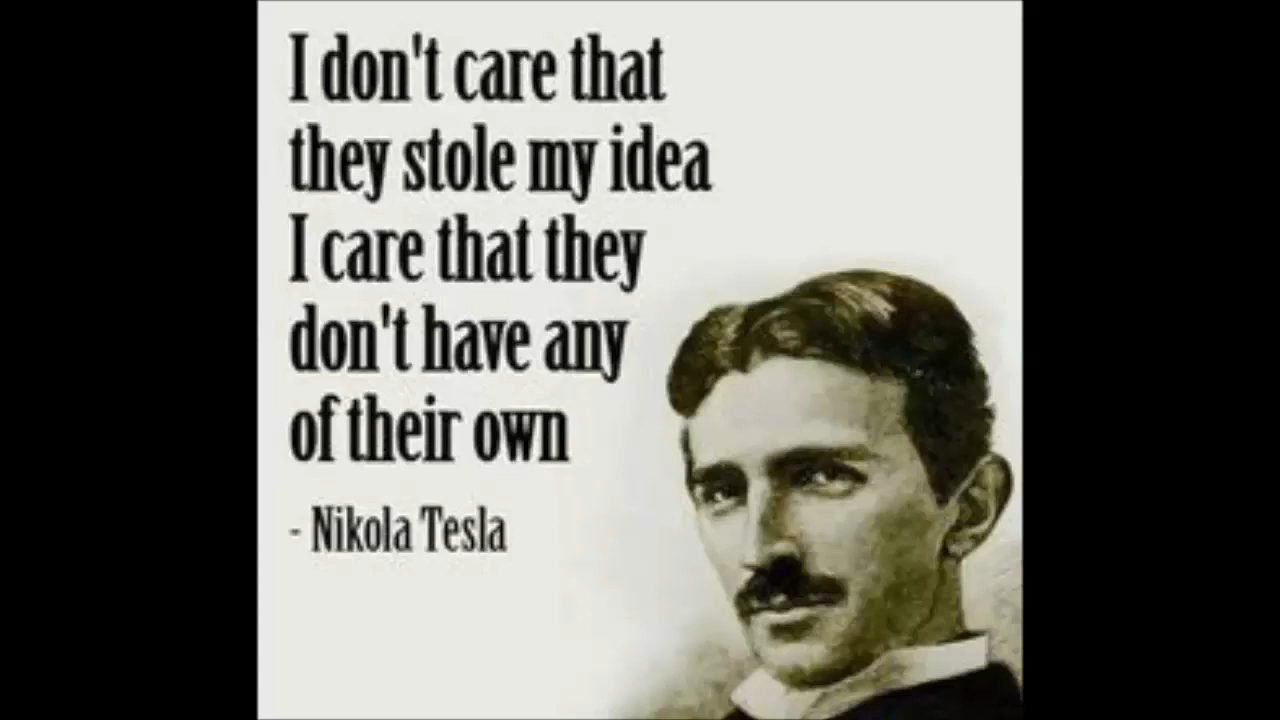 I don't care that
they stole my idea
I care that they
don't have any
of their own
- Nikola Tesla